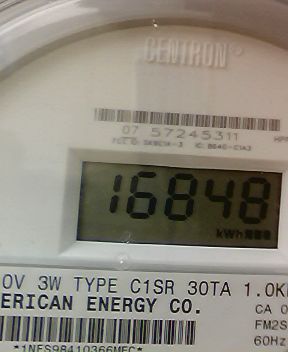 CENTRON®
07 57245311
16848
kWh
0V 3W TYPE C1SR 30TA 1.0K
ERICAN ENERGY CO.
CA 0
FM2S
60Hz